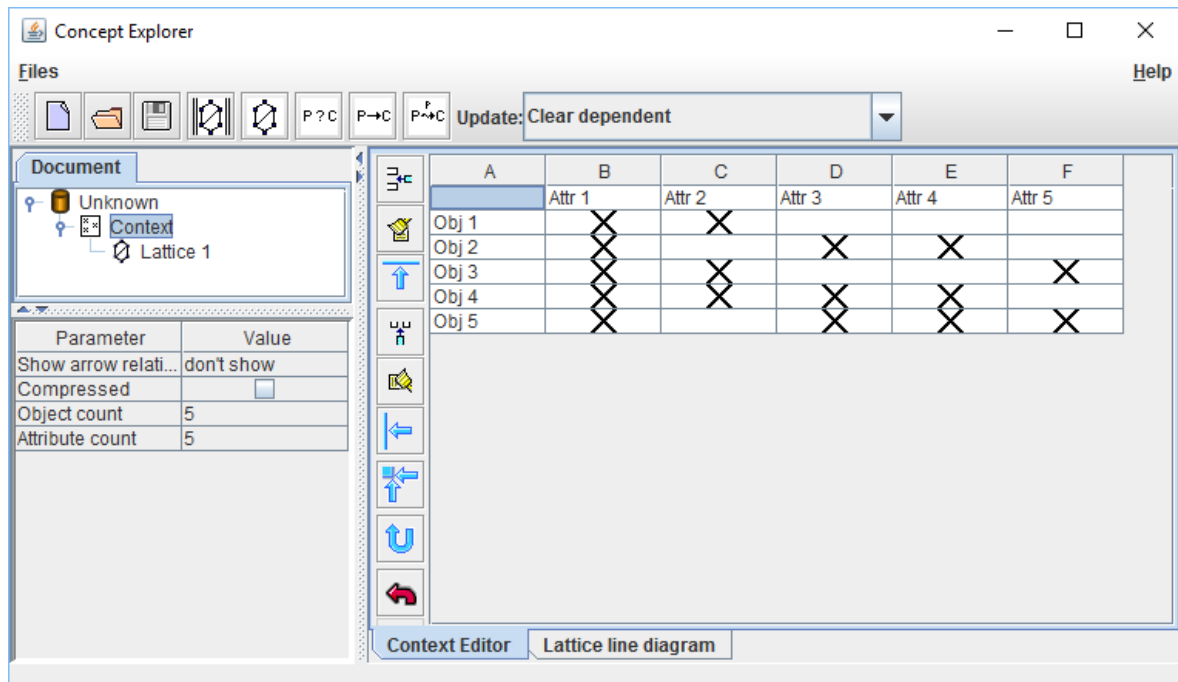 Concept Explorer
Files Help
P?C P→C P→C F Update: Clear dependent
Document
Unknown
Context
Lattice 1
Parameter Value
Show arrow relati... don't show
Compressed
Object count 5
Attribute count 5
A B C D E F
Attr 1 Attr 2 Attr 3 Attr 4 Attr 5
Obj 1 X X
Obj 2 X X X
Obj 3 X X X
Obj 4 X X X X
Obj 5 X X X X
Context Editor Lattice line diagram